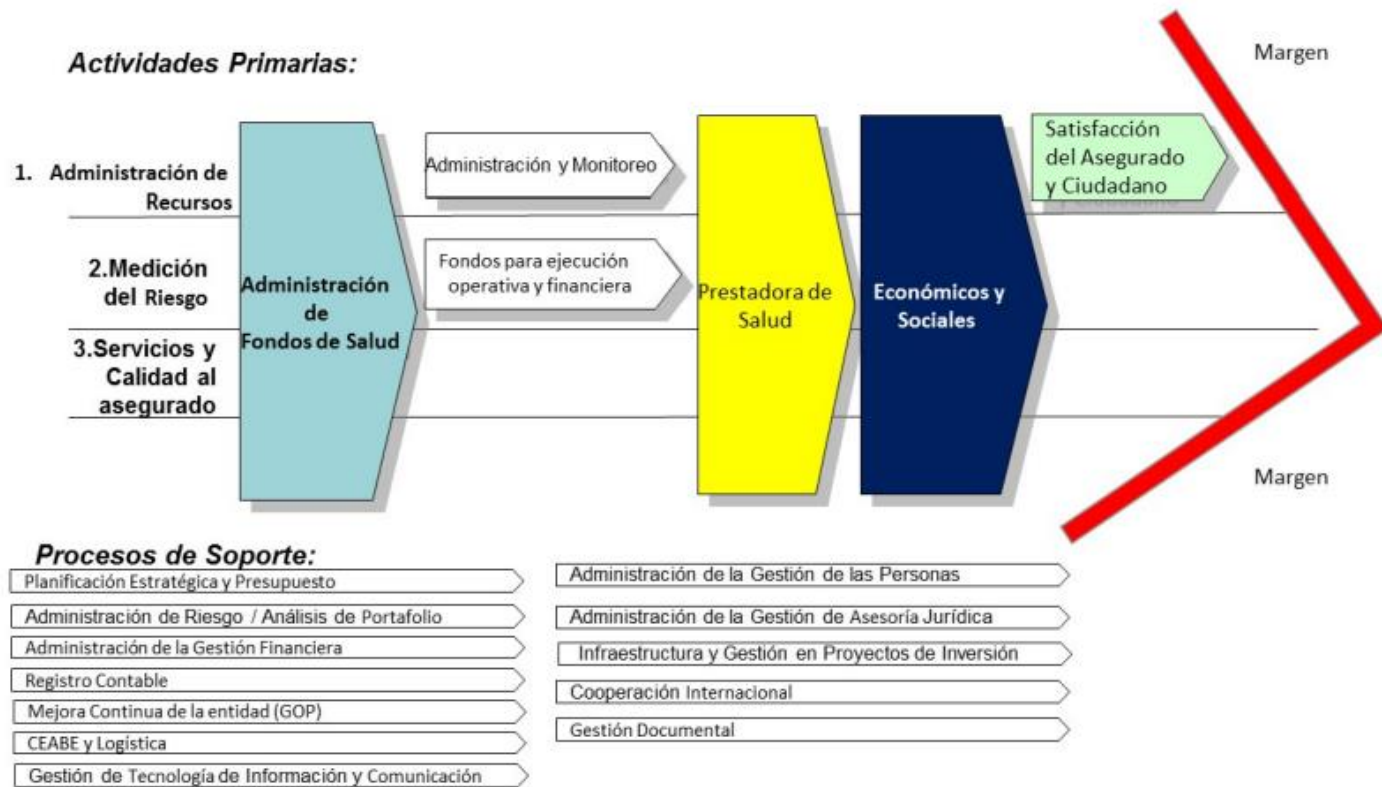 Actividades Primarias:
Margen
1. Administración de
Recursos
2.Medición
del Riesgo
3.Servicios y
Calidad al
asegurado
Administración
de
Fondos de Salud
Administración y Monitoreo
Fondos para ejecución
operativa y financiera
Prestadora de
Salud
Económicos y
Sociales
Satisfacción
del Asegurado
y Ciudadano
Margen
Procesos de Soporte:
Planificación Estratégica y Presupuesto
Administración de Riesgo / Análisis de Portafolio
Administración de la Gestión Financiera
Registro Contable
Mejora Continua de la entidad (GOP)
CEABE y Logística
Gestión de Tecnología de Información y Comunicación
Administración de la Gestión de las Personas
Administración de la Gestión de Asesoría Jurídica
Infraestructura y Gestión en Proyectos de Inversión
Cooperación Internacional
Gestión Documental